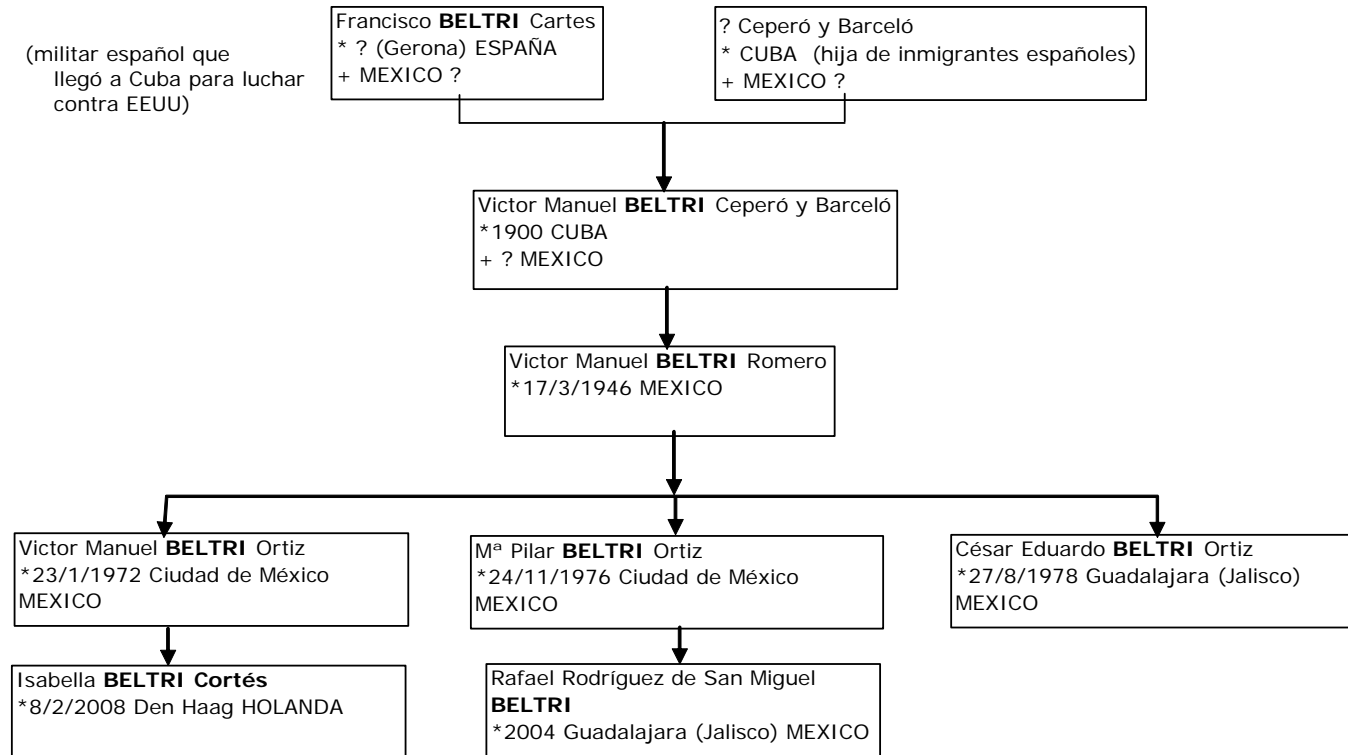 (militar español que
llegó a Cuba para luchar
contra EEUU)
Francisco BELTRI Cartes
* ? (Gerona) ESPAÑA
+ MEXICO ?
? Ceperó y Barceló
* CUBA (hija de inmigrantes españoles)
+ MEXICO ?
Victor Manuel BELTRI Ceperó y Barceló
*1900 CUBA
+ ? MEXICO
Victor Manuel BELTRI Romero
*17/3/1946 MEXICO
Victor Manuel BELTRI Ortiz
*23/1/1972 Ciudad de México
MEXICO
Mª Pilar BELTRI Ortiz
*24/11/1976 Ciudad de México
MEXICO
César Eduardo BELTRI Ortiz
*27/8/1978 Guadalajara (Jalisco)
MEXICO
Isabella BELTRI Cortés
*8/2/2008 Den Haag HOLANDA
Rafael Rodríguez de San Miguel
BELTRI
*2004 Guadalajara (Jalisco) MEXICO